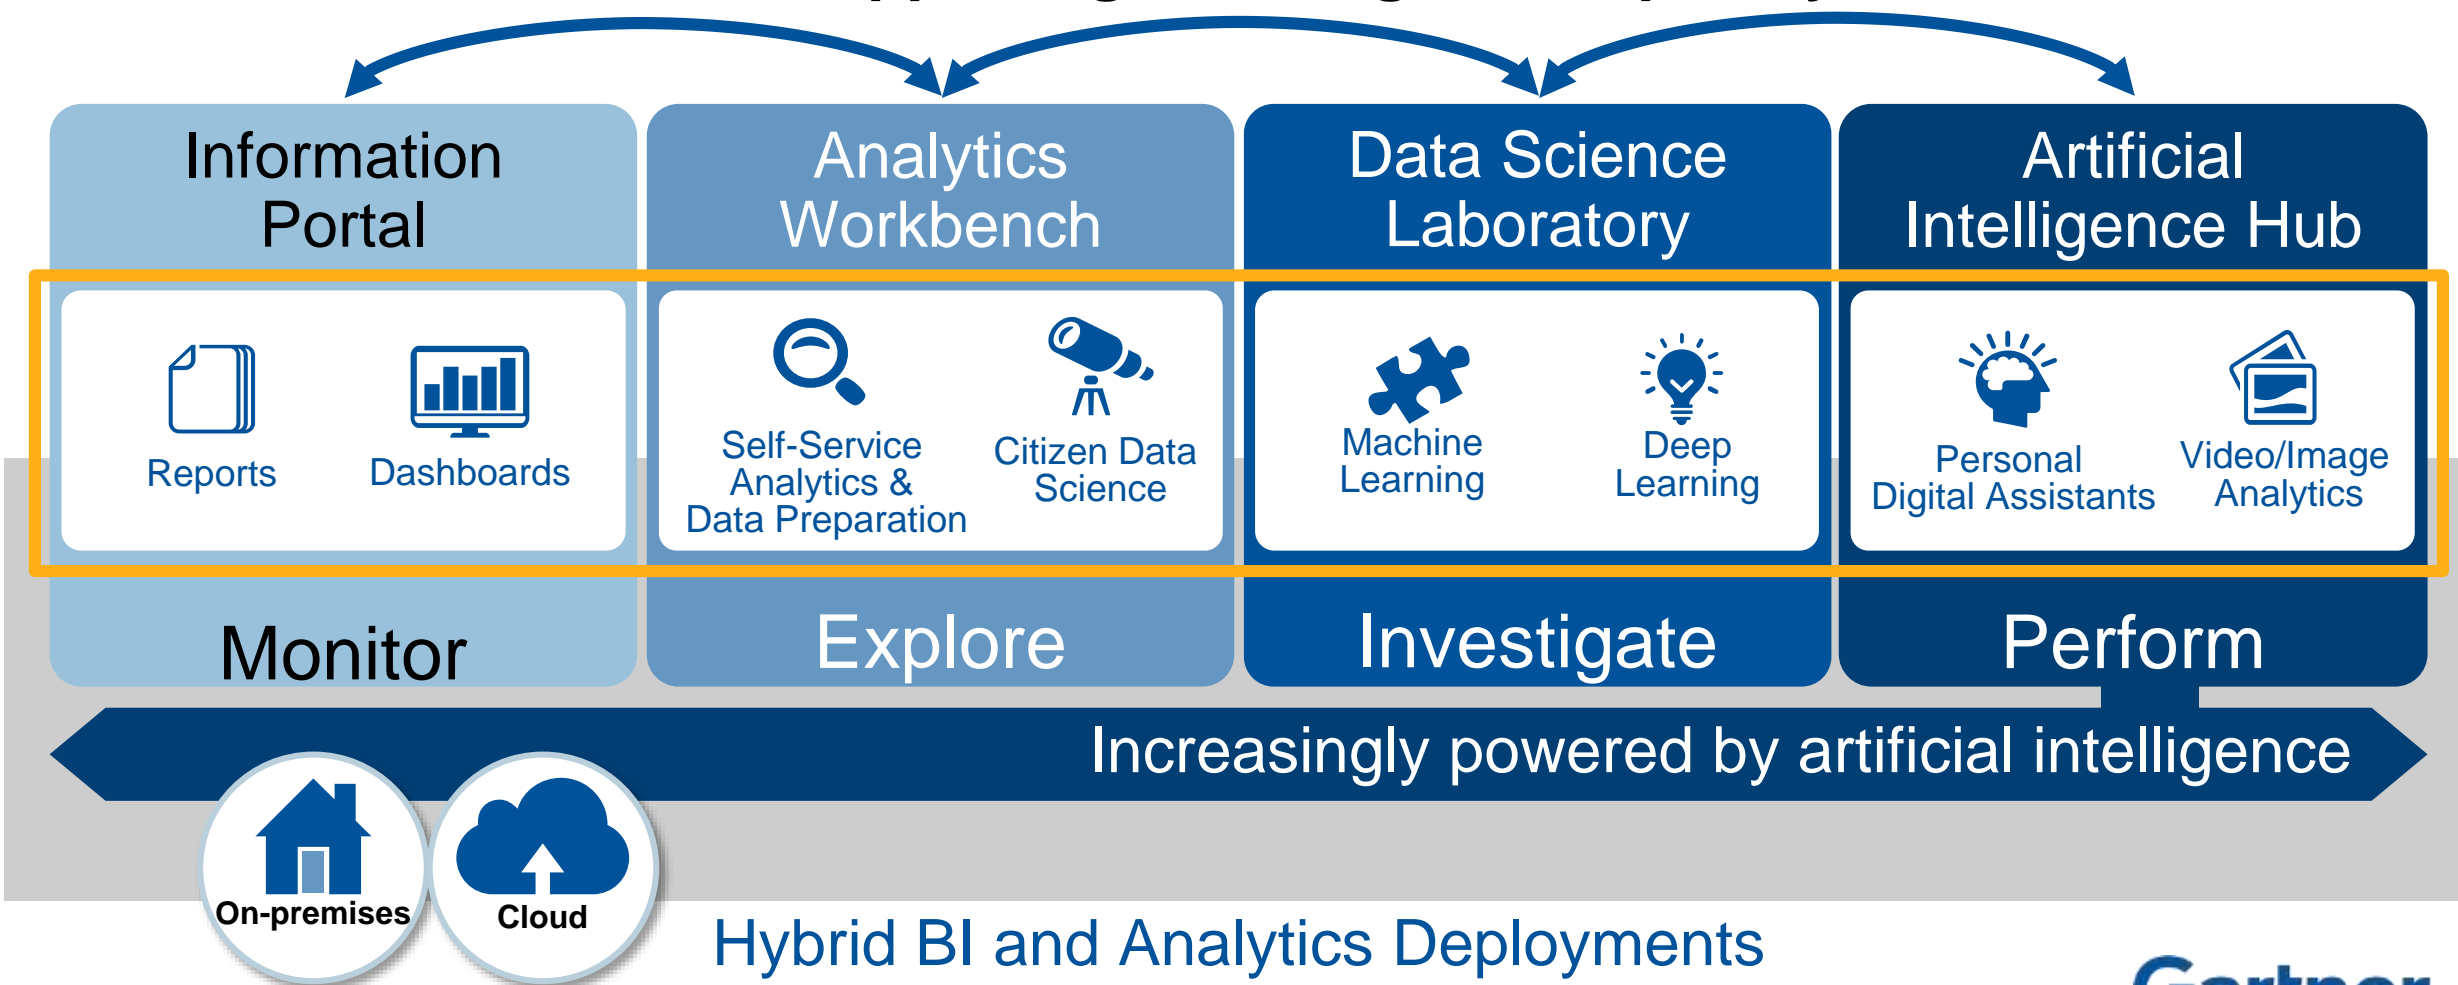 Information
Portal
Analytics
Workbench
Data Science
Laboratory
Artificial
Intelligence Hub
Reports
Dashboards
Self-Service
Analytics &
Data Preparation
Citizen Data
Science
Machine
Learning
Deep
Learning
Personal
Digital Assistants
Video/Image
Analytics
Monitor
Explore
Investigate
Perform
Increasingly powered by artificial intelligence
On-premises
Cloud
Hybrid BI and Analytics Deployments
Gartner